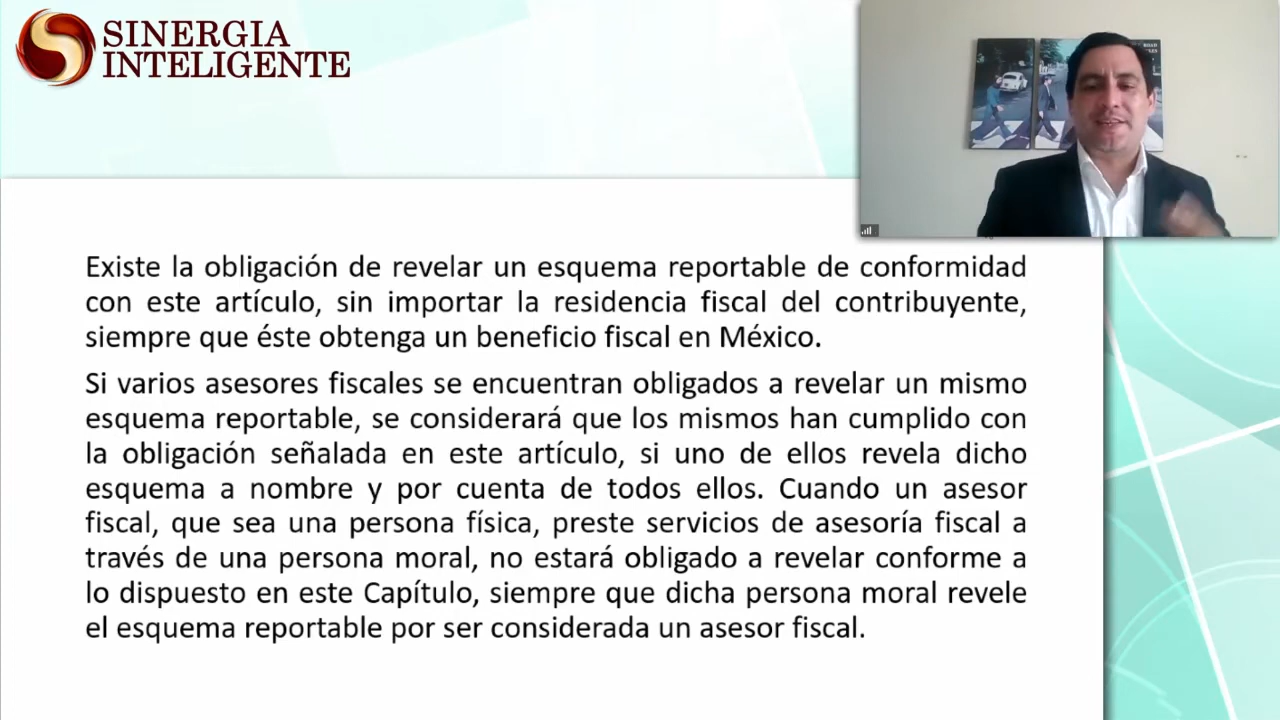 SINERGIA
INTELIGENTE
Existe la obligación de revelar un esquema reportable de conformidad
con este artículo, sin importar la residencia fiscal del contribuyente,
siempre que éste obtenga un beneficio fiscal en México.
Si varios asesores fiscales se encuentran obligados a revelar un mismo
esquema reportable, se considerará que los mismos han cumplido con
la obligación señalada en este artículo, si uno de ellos revela dicho
esquema a nombre y por cuenta de todos ellos. Cuando un asesor
fiscal, que sea una persona física, preste servicios de asesoría fiscal a
través de una persona moral, no estará obligado a revelar conforme a
lo dispuesto en este Capítulo, siempre que dicha persona moral revele
el esquema reportable por ser considerada un asesor fiscal.